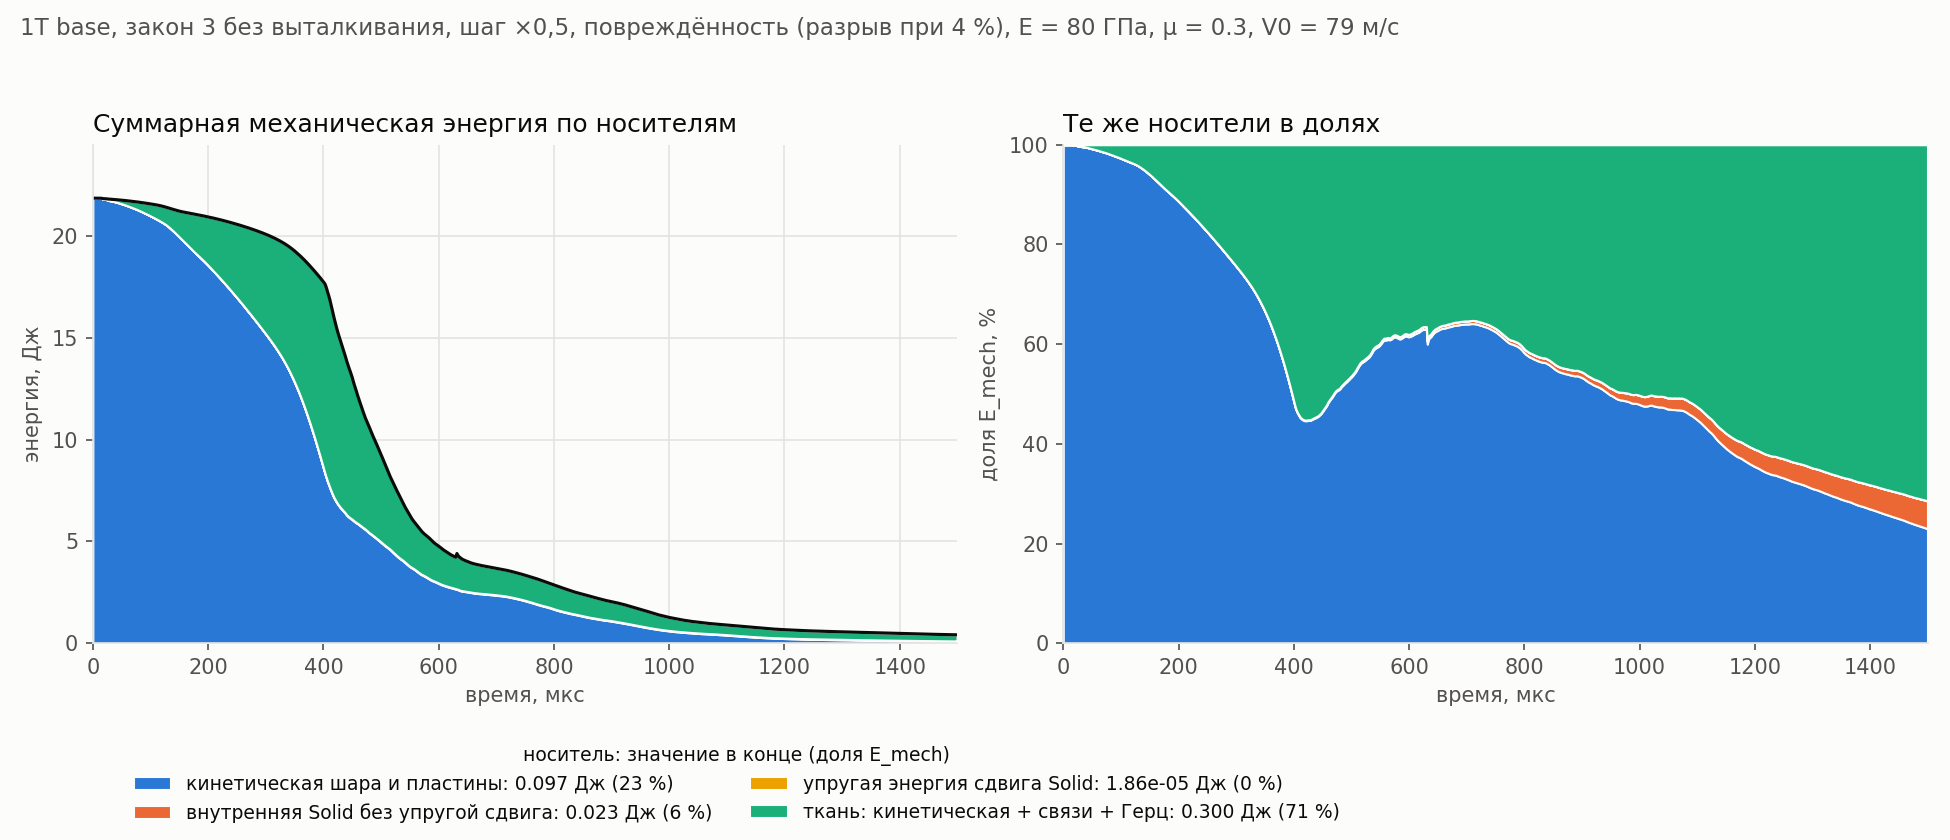 1T base, закон 3 без выталкивания, шаг ×0,5, повреждённость (разрыв при 4 %), E = 80 ГПа, μ = 0.3, V0 = 79 м/с
Суммарная механическая энергия по носителям
энергия, Дж
20
15
10
5
0
0 200 400 600 800 1000 1200 1400
время, мкс
Те же носители в долях
доля E_mech, %
100
80
60
40
20
0
0 200 400 600 800 1000 1200 1400
время, мкс
носитель: значение в конце (доля E_mech)
кинетическая шара и пластины: 0.097 Дж (23 %)
внутренняя Solid без упругой сдвига: 0.023 Дж (6 %)
упругая энергия сдвига Solid: 1.86e-05 Дж (0 %)
ткань: кинетическая + связи + Герц: 0.300 Дж (71 %)